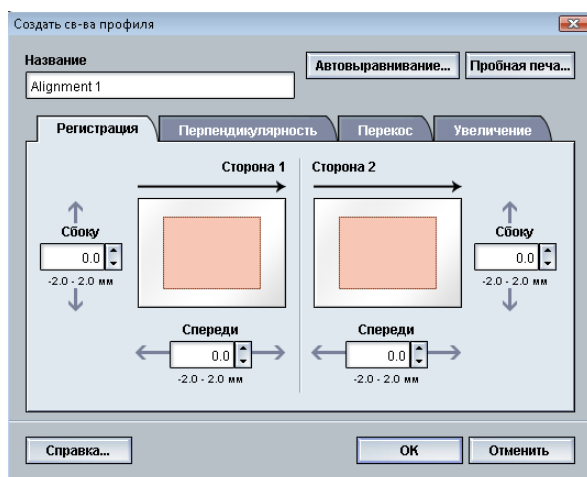 Создать св-ва профиля
Название
Автовыравнивание... Пробная печа...
Alignment 1
Регистрация Перпендикулярность Перекос Увеличение
Сторона 1 Сторона 2
Сбоку
0.0
-2.0 - 2.0 мм
Сбоку
0.0
-2.0 - 2.0 мм
Спереди
0.0
-2.0 - 2.0 мм
Спереди
0.0
-2.0 - 2.0 мм
Справка... OK Отменить